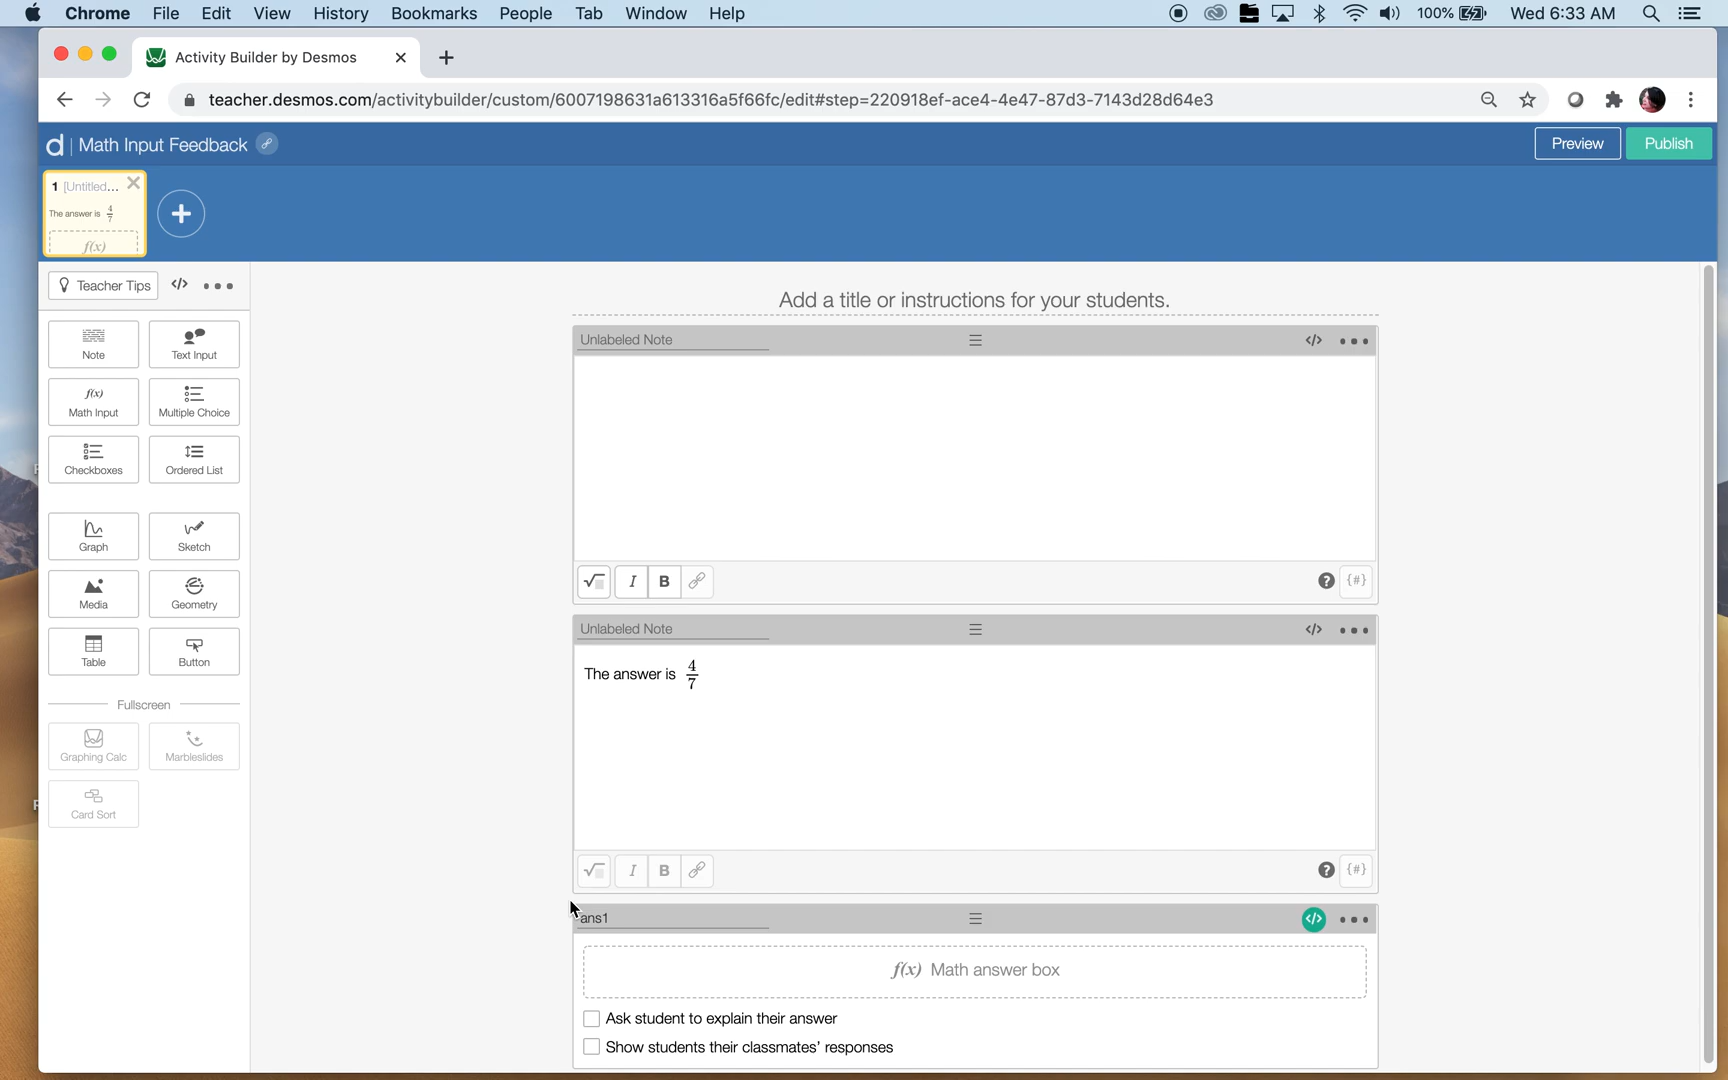 Chrome File Edit View History Bookmarks People Tab Window Help 100% Wed 6:33 AM
Activity Builder by Desmos
teacher.desmos.com/activitybuilder/custom/6007198631a613316a5f66fc/edit#step=220918ef-ace4-4e47-87d3-7143d28d64e3
d | Math Input Feedback Preview Publish
1 [Untitled...
The answer is 4/7
f(x)
Teacher Tips </>
Note Text Input
f(x)
Math Input Multiple Choice
Checkboxes Ordered List
Graph Sketch
Media Geometry
Table Button
Fullscreen
Graphing Calc Marbleslides
Card Sort
Add a title or instructions for your students.
Unlabeled Note </>
I B ? {#}
Unlabeled Note </>
The answer is 4/7
I B ? {#}
ans1 </>
f(x) Math answer box
Ask student to explain their answer
Show students their classmates' responses